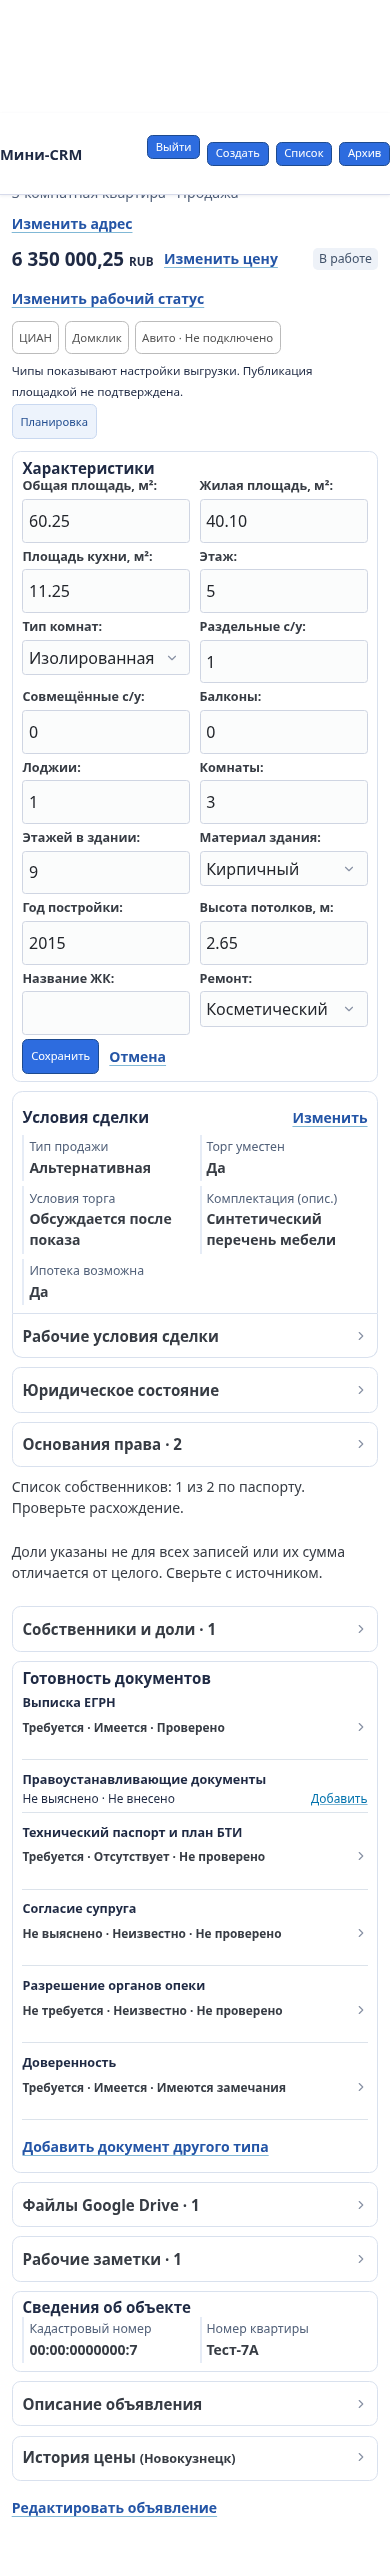 Мини-CRM
Выйти
Создать
Список
Архив
3-комнатная квартира · Продажа
Изменить адрес
6 350 000,25 RUB Изменить цену
В работе
Изменить рабочий статус
ЦИАН
Домклик
Авито · Не подключено
Чипы показывают настройки выгрузки. Публикация
площадкой не подтверждена.
Планировка
Характеристики
Общая площадь, м²:
Жилая площадь, м²:
60.25
40.10
Площадь кухни, м²:
Этаж:
11.25
5
Тип комнат:
Раздельные с/у:
Изолированная
1
Совмещённые с/у:
Балконы:
0
0
Лоджии:
Комнаты:
1
3
Этажей в здании:
Материал здания:
9
Кирпичный
Год постройки:
Высота потолков, м:
2015
2.65
Название ЖК:
Ремонт:
Косметический
Сохранить
Отмена
Условия сделки
Изменить
Тип продажи
Альтернативная
Торг уместен
Да
Условия торга
Обсуждается после
показа
Комплектация (опис.)
Синтетический
перечень мебели
Ипотека возможна
Да
Рабочие условия сделки
Юридическое состояние
Основания права · 2
Список собственников: 1 из 2 по паспорту.
Проверьте расхождение.
Доли указаны не для всех записей или их сумма
отличается от целого. Сверьте с источником.
Собственники и доли · 1
Готовность документов
Выписка ЕГРН
Требуется · Имеется · Проверено
Правоустанавливающие документы
Не выяснено · Не внесено
Добавить
Технический паспорт и план БТИ
Требуется · Отсутствует · Не проверено
Согласие супруга
Не выяснено · Неизвестно · Не проверено
Разрешение органов опеки
Не требуется · Неизвестно · Не проверено
Доверенность
Требуется · Имеется · Имеются замечания
Добавить документ другого типа
Файлы Google Drive · 1
Рабочие заметки · 1
Сведения об объекте
Кадастровый номер
00:00:0000000:7
Номер квартиры
Тест-7А
Описание объявления
История цены (Новокузнецк)
Редактировать объявление